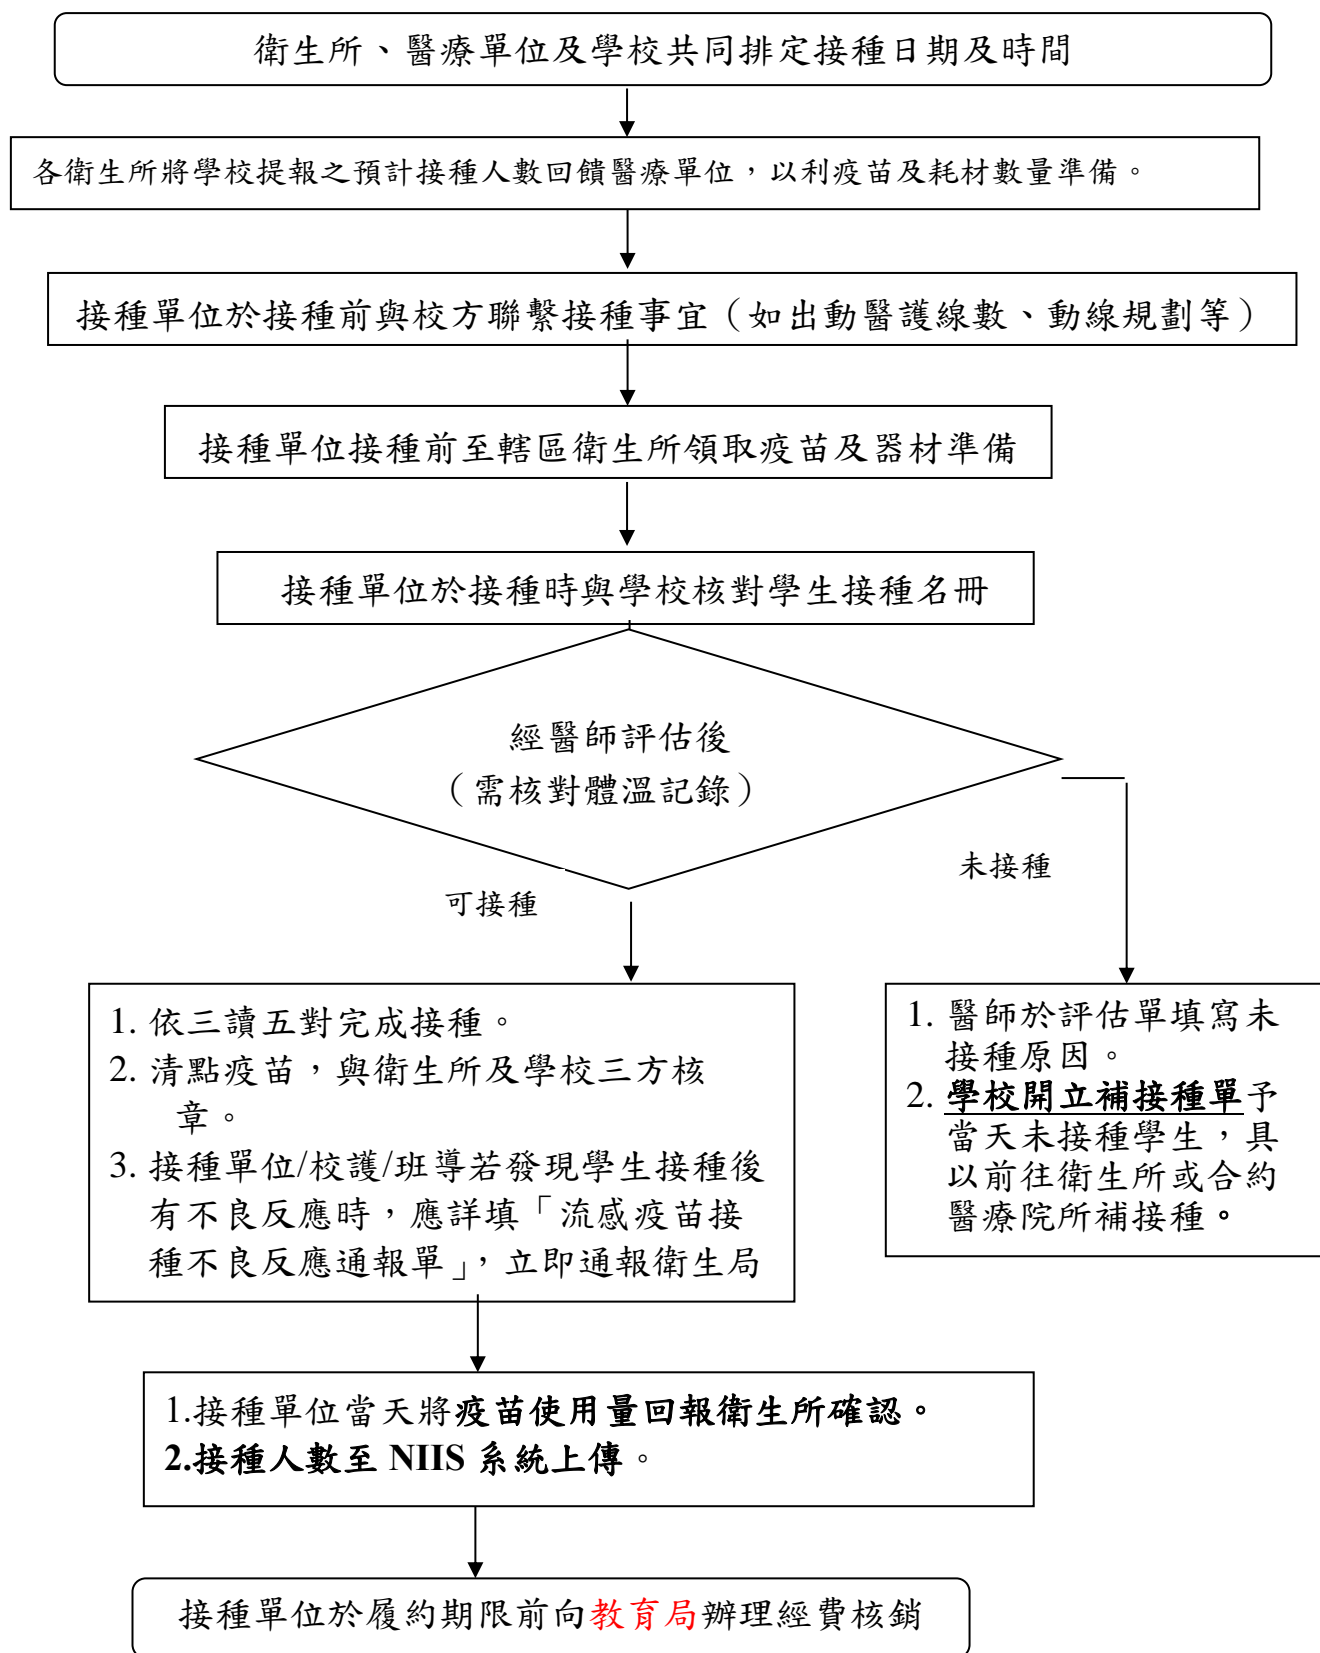 衛生所、醫療單位及學校共同排定接種日期及時間
各衛生所將學校提報之預計接種人數回饋醫療單位，以利疫苗及耗材數量準備。
接種單位於接種前與校方聯繫接種事宜（如出動醫護線數、動線規劃等）
接種單位接種前至轄區衛生所領取疫苗及器材準備
接種單位於接種時與學校核對學生接種名冊
經醫師評估後
（需核對體溫記錄）
可接種
未接種
1. 依三讀五對完成接種。
2. 清點疫苗，與衛生所及學校三方核
章。
3. 接種單位/校護/班導若發現學生接種後
有不良反應時，應詳填「流感疫苗接
種不良反應通報單」，立即通報衛生局
1. 醫師於評估單填寫未
接種原因。
2. 學校開立補接種單予
當天未接種學生，具
以前往衛生所或合約
醫療院所補接種。
1.接種單位當天將疫苗使用量回報衛生所確認。
2.接種人數至 NIIS 系統上傳。
接種單位於履約期限前向教育局辦理經費核銷